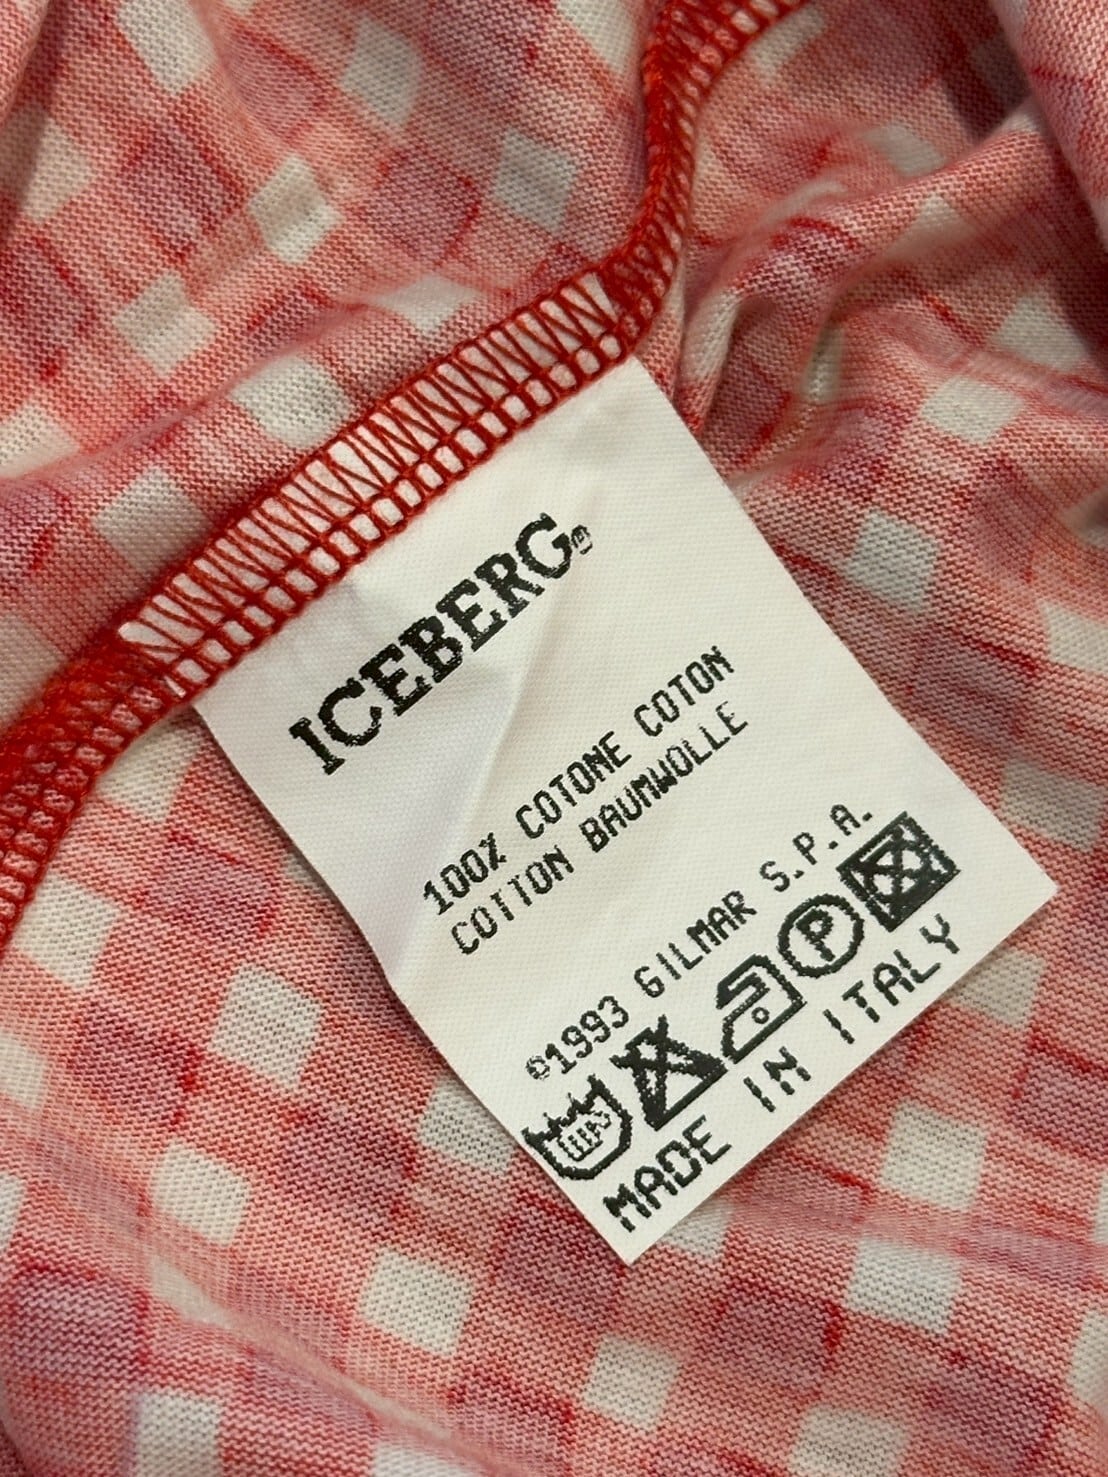 ICEBERG®
100% COTONE COTON
COTTON BAUMWOLLE
©1993 GILMAR S.P.A.
P
MADE IN ITALY